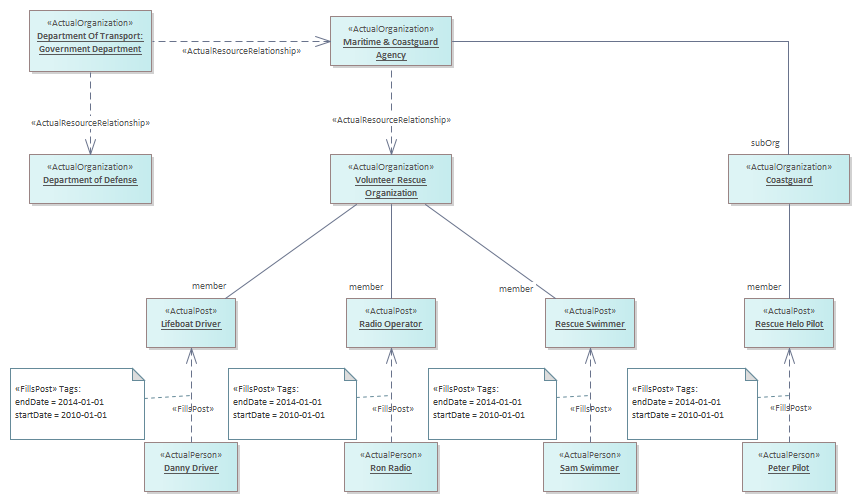 «ActualOrganization»
Department Of Transport:
Government Department
«ActualOrganization»
Maritime & Coastguard
Agency
«ActualResourceRelationship»
«ActualResourceRelationship»
«ActualResourceRelationship»
subOrg
«ActualOrganization»
Department of Defense
«ActualOrganization»
Volunteer Rescue
Organization
«ActualOrganization»
Coastguard
member
member
member
member
«ActualPost»
Lifeboat Driver
«ActualPost»
Radio Operator
«ActualPost»
Rescue Swimmer
«ActualPost»
Rescue Helo Pilot
«FillsPost» Tags:
endDate = 2014-01-01
startDate = 2010-01-01
«FillsPost»
«FillsPost» Tags:
endDate = 2014-01-01
startDate = 2010-01-01
«FillsPost»
«FillsPost» Tags:
endDate = 2014-01-01
startDate = 2010-01-01
«FillsPost»
«FillsPost» Tags:
endDate = 2014-01-01
startDate = 2010-01-01
«FillsPost»
«ActualPerson»
Danny Driver
«ActualPerson»
Ron Radio
«ActualPerson»
Sam Swimmer
«ActualPerson»
Peter Pilot